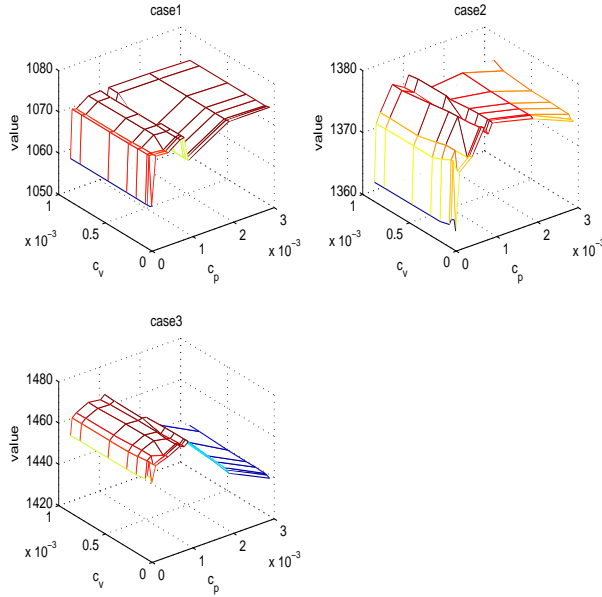 case1
1080
1070
1060
1050
value
1
0.5
0
x 10⁻³
c_v
0
1
2
3
x 10⁻³
c_p
case2
1380
1370
1360
value
1
0.5
0
x 10⁻³
c_v
0
1
2
3
x 10⁻³
c_p
case3
1480
1460
1440
1420
value
1
0.5
0
x 10⁻³
c_v
0
1
2
3
x 10⁻³
c_p